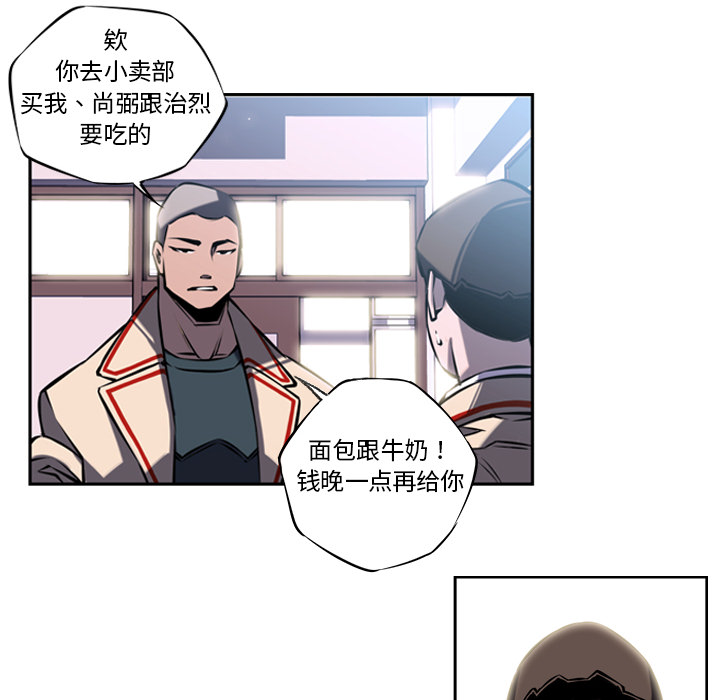 欸
你去小卖部
买我、尚弼跟治烈
要吃的
面包跟牛奶！
钱晚一点再给你